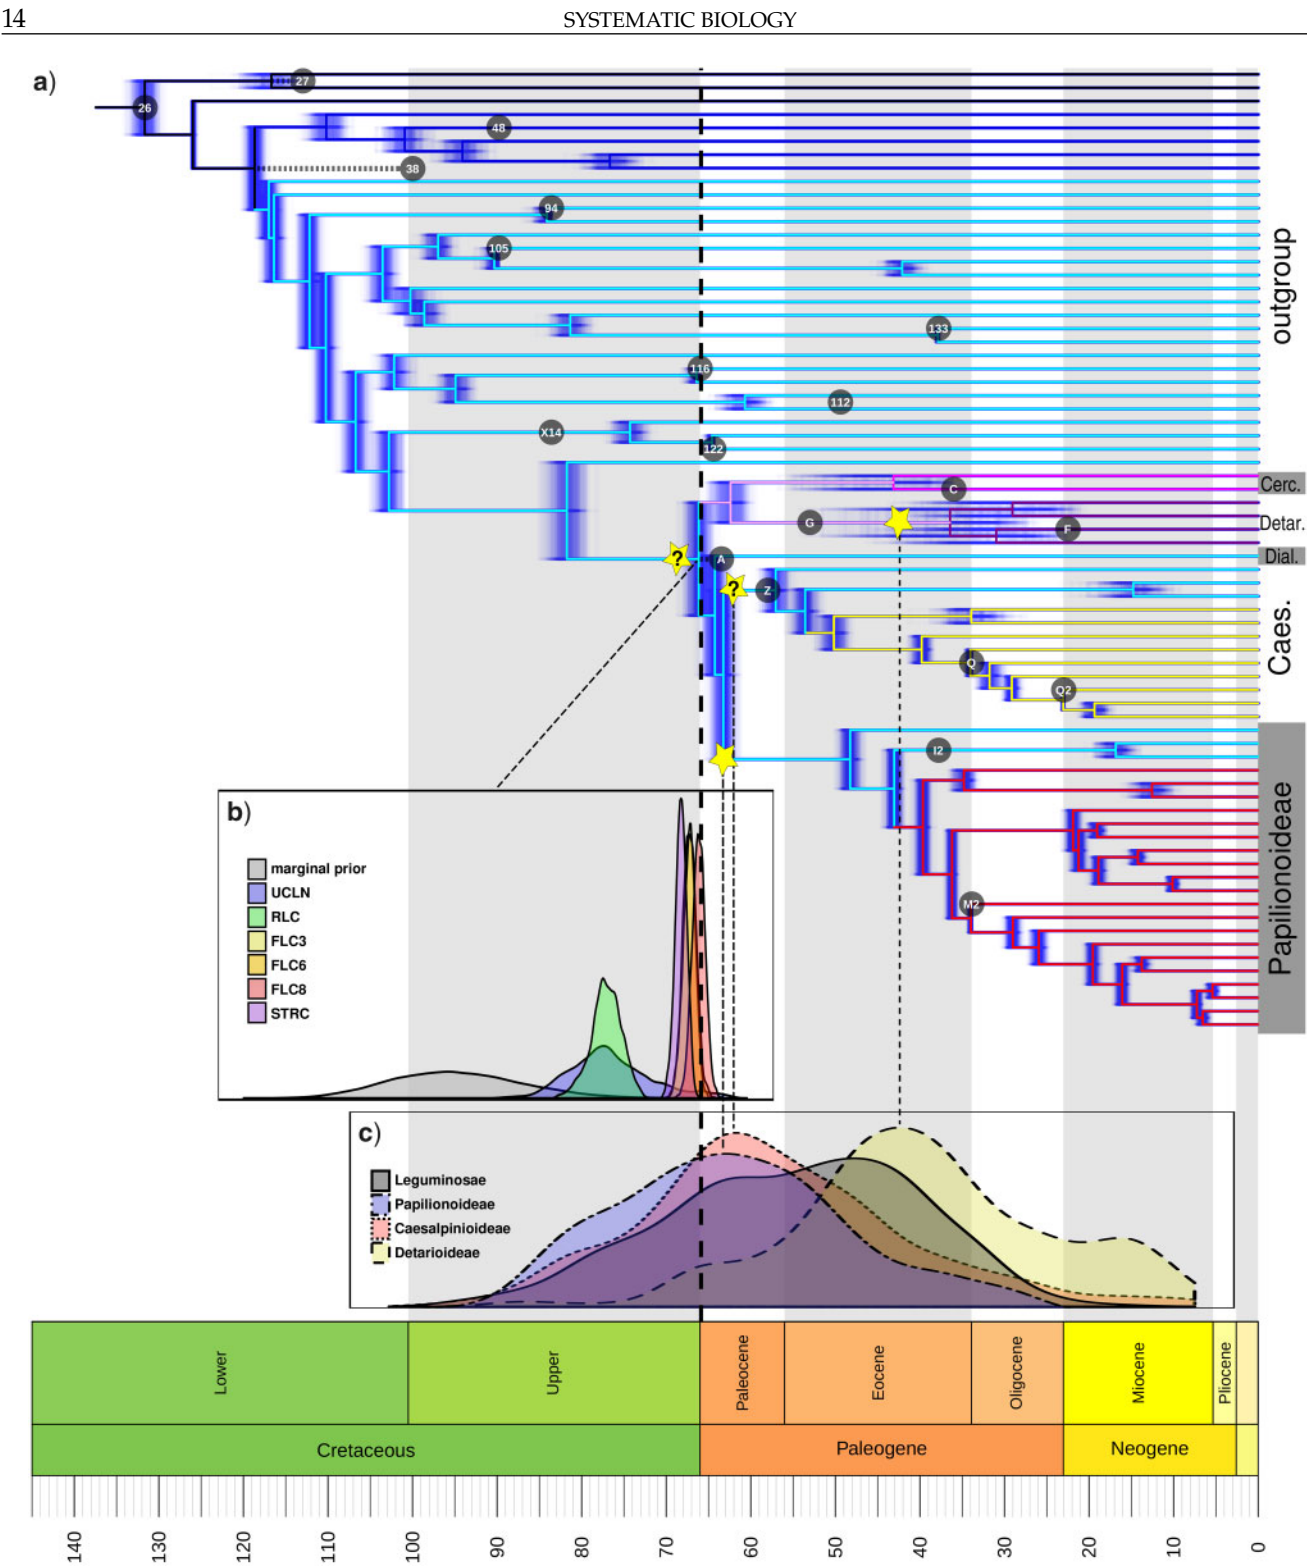 14
SYSTEMATIC BIOLOGY
a)
27
26
48
38
94
105
133
116
112
X14
122
outgroup
C
Cerc.
G
F
Detar.
?
A
Dial.
?
Z
Q
Q2
Caes.
I2
M2
Papilionoideae
b)
marginal prior
UCLN
RLC
FLC3
FLC6
FLC8
STRC
c)
Leguminosae
Papilionoideae
Caesalpinioideae
Detarioideae
Lower
Upper
Paleocene
Eocene
Oligocene
Miocene
Pliocene
Cretaceous
Paleogene
Neogene
140 130 120 110 100 90 80 70 60 50 40 30 20 10 0